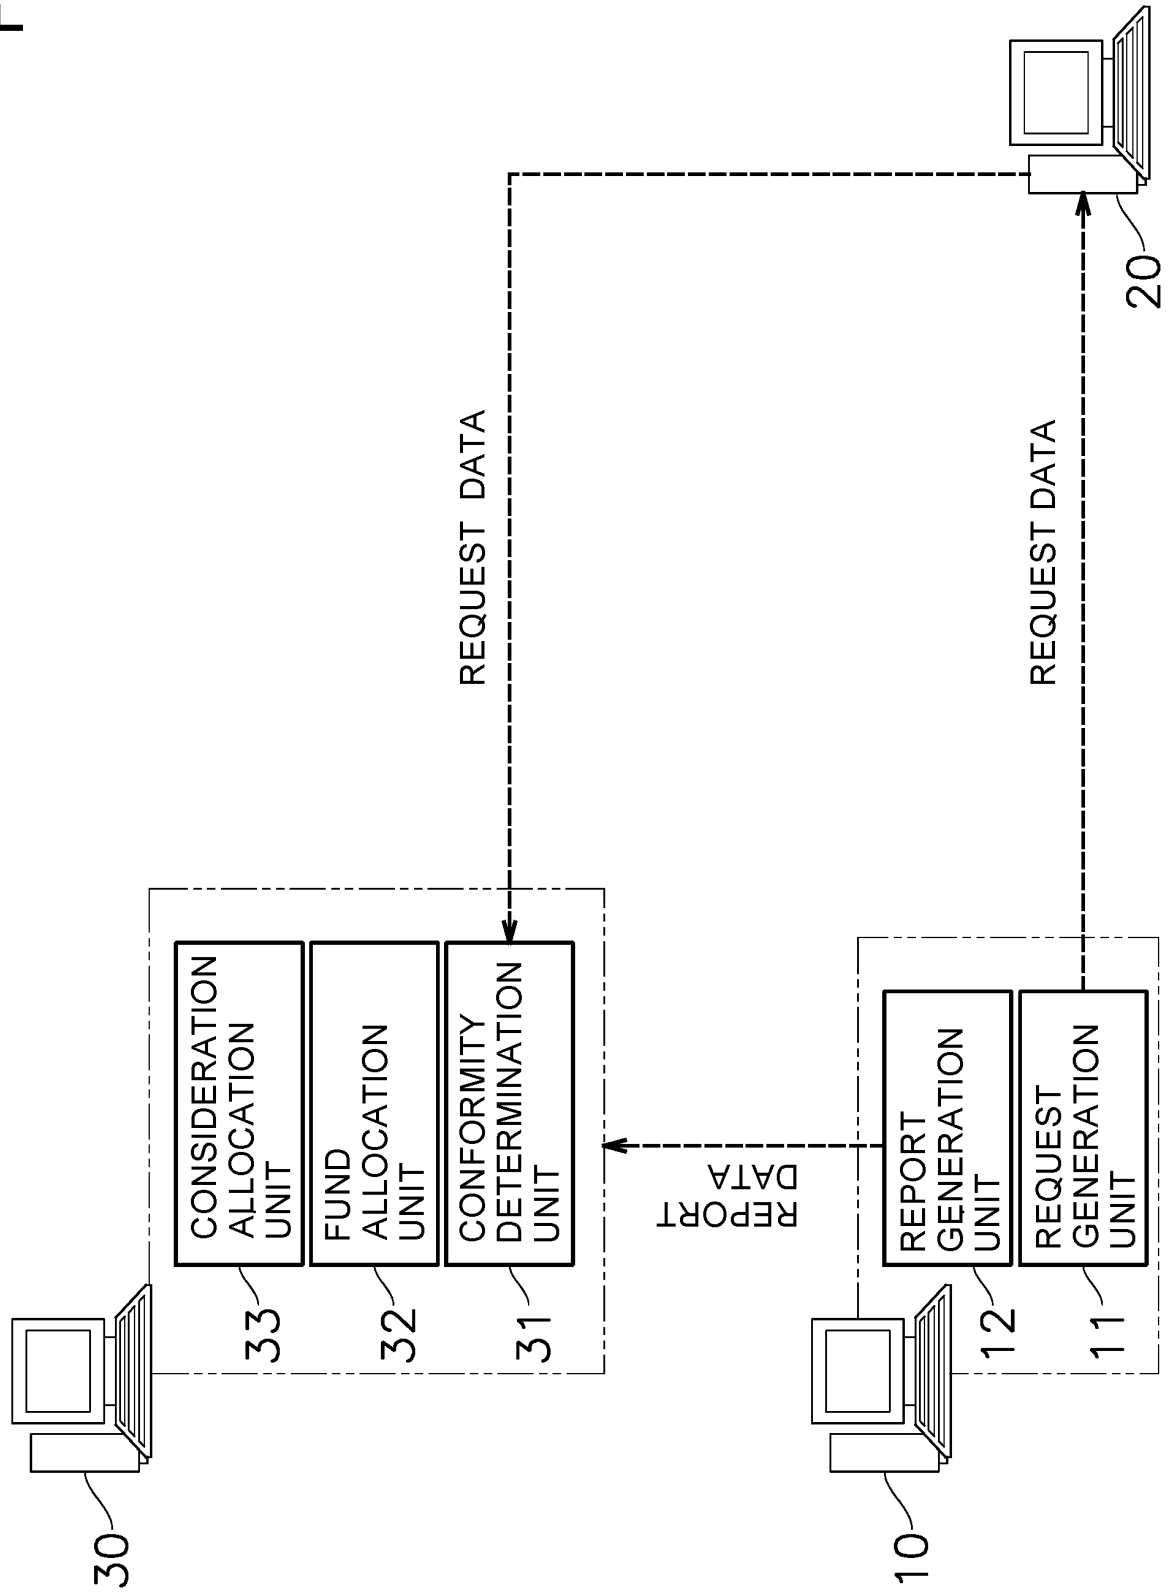 30
33
CONSIDERATION
ALLOCATION
UNIT
32
FUND
ALLOCATION
UNIT
31
CONFORMITY
DETERMINATION
UNIT
REQUEST DATA
REPORT
DATA
10
12
REPORT
GENERATION
UNIT
11
REQUEST
GENERATION
UNIT
REQUEST DATA
20